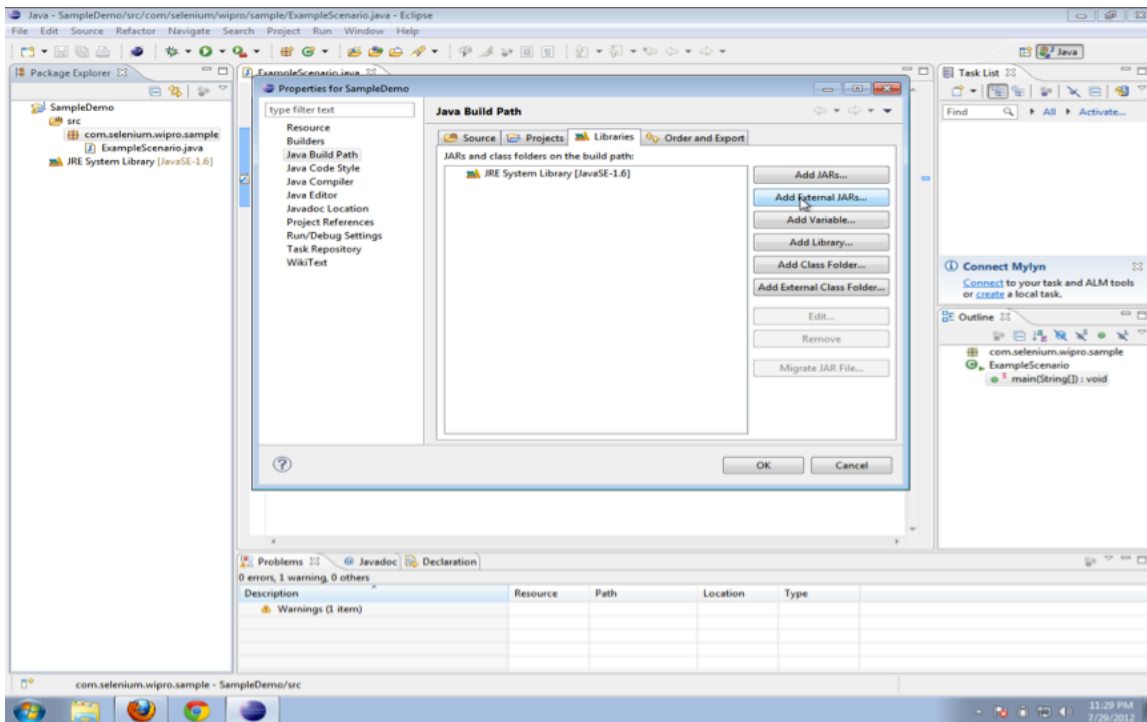 Java - SampleDemo/src/com/selenium/wipro/sample/ExampleScenario.java - Eclipse
File Edit Source Refactor Navigate Search Project Run Window Help
Java
Package Explorer
SampleDemo
src
com.selenium.wipro.sample
ExampleScenario.java
JRE System Library [JavaSE-1.6]
ExampleScenario.java
Properties for SampleDemo
type filter text
Resource
Builders
Java Build Path
Java Code Style
Java Compiler
Java Editor
Javadoc Location
Project References
Run/Debug Settings
Task Repository
WikiText
Java Build Path
Source Projects Libraries Order and Export
JARs and class folders on the build path:
JRE System Library [JavaSE-1.6]
Add JARs...
Add External JARs...
Add Variable...
Add Library...
Add Class Folder...
Add External Class Folder...
Edit...
Remove
Migrate JAR File...
OK Cancel
Task List
Find All Activate...
Connect Mylyn
Connect to your task and ALM tools
or create a local task.
Outline
com.selenium.wipro.sample
ExampleScenario
S main(String[]) : void
Problems @ Javadoc Declaration
0 errors, 1 warning, 0 others
Description Resource Path Location Type
Warnings (1 item)
com.selenium.wipro.sample - SampleDemo/src
11:29 PM
7/29/2012